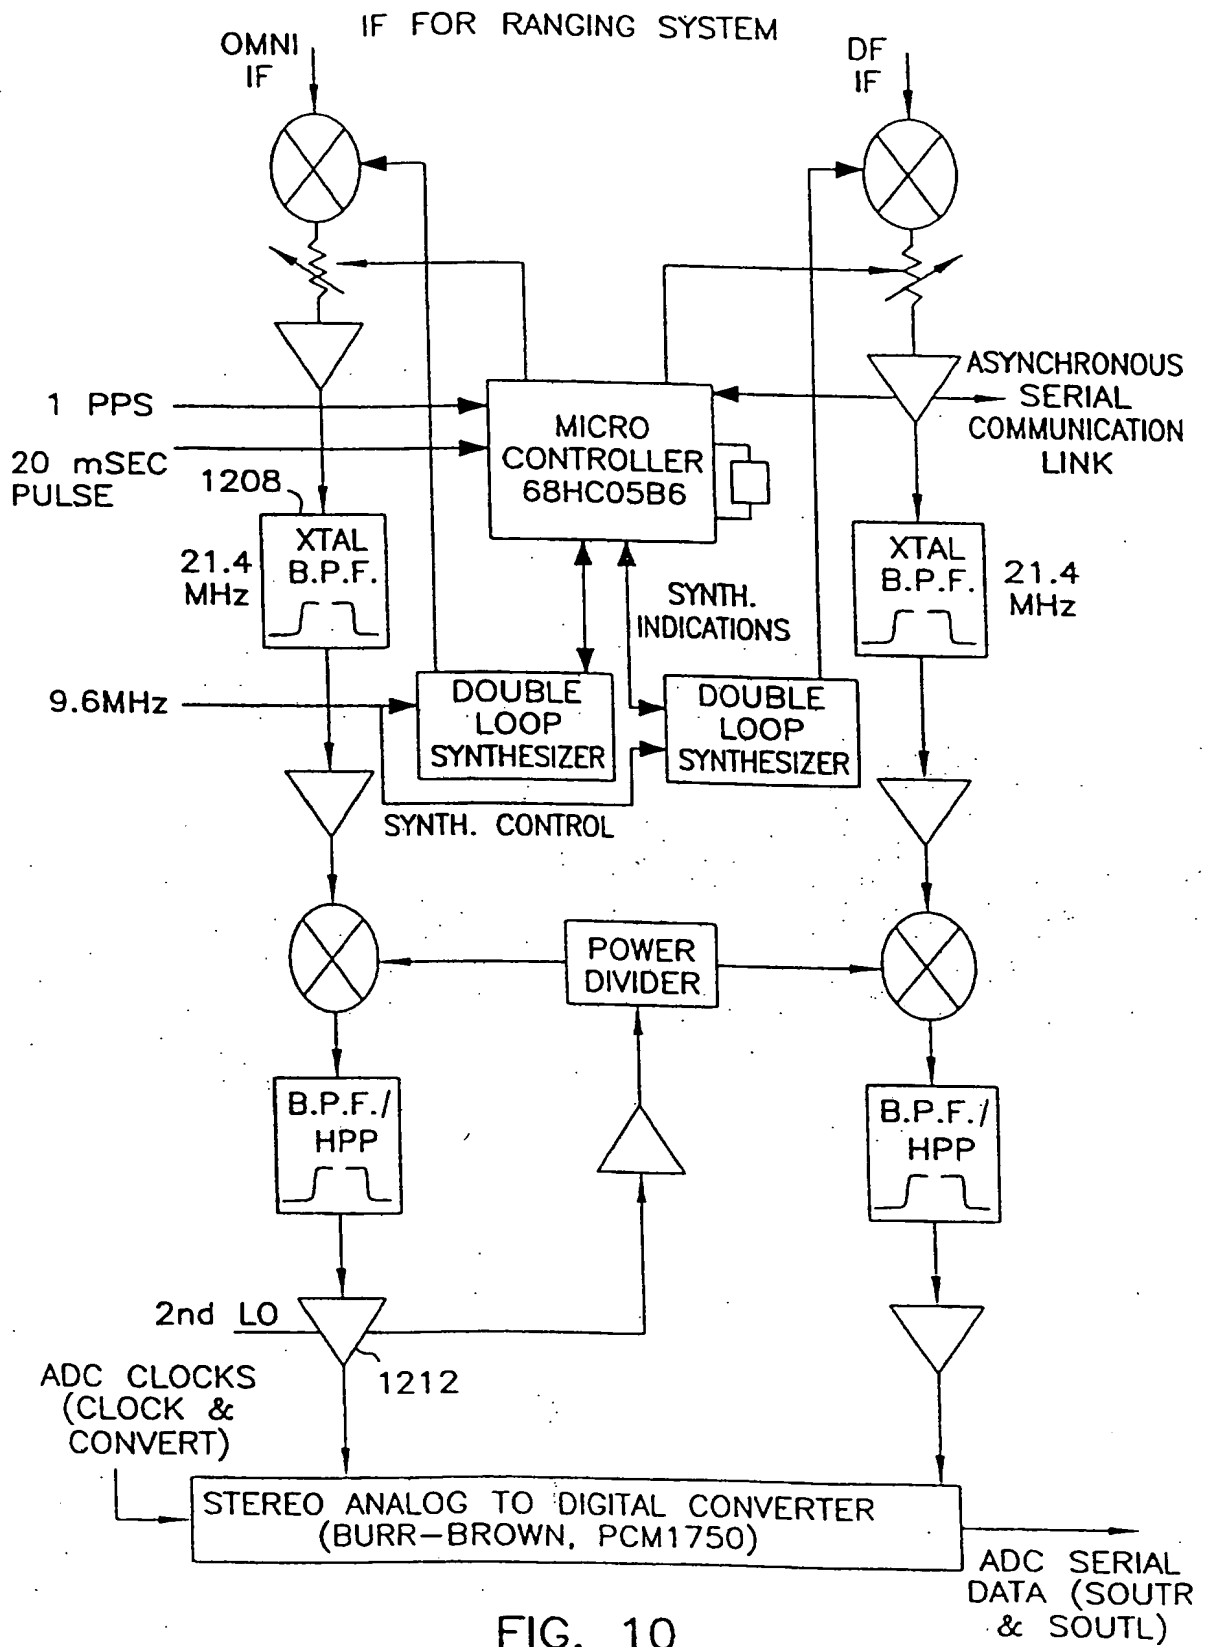 IF FOR RANGING SYSTEM
OMNI
IF
DF
IF
1 PPS
20 mSEC
PULSE
MICRO
CONTROLLER
68HC05B6
ASYNCHRONOUS
SERIAL
COMMUNICATION
LINK
1208
XTAL
B.P.F.
21.4
MHz
XTAL
B.P.F.
21.4
MHz
SYNTH.
INDICATIONS
9.6MHz
DOUBLE
LOOP
SYNTHESIZER
DOUBLE
LOOP
SYNTHESIZER
SYNTH. CONTROL
POWER
DIVIDER
B.P.F./
HPP
B.P.F./
HPP
2nd LO
1212
ADC CLOCKS
(CLOCK &
CONVERT)
STEREO ANALOG TO DIGITAL CONVERTER
(BURR-BROWN, PCM1750)
ADC SERIAL
DATA (SOUTR
& SOUTL)
FIG. 10